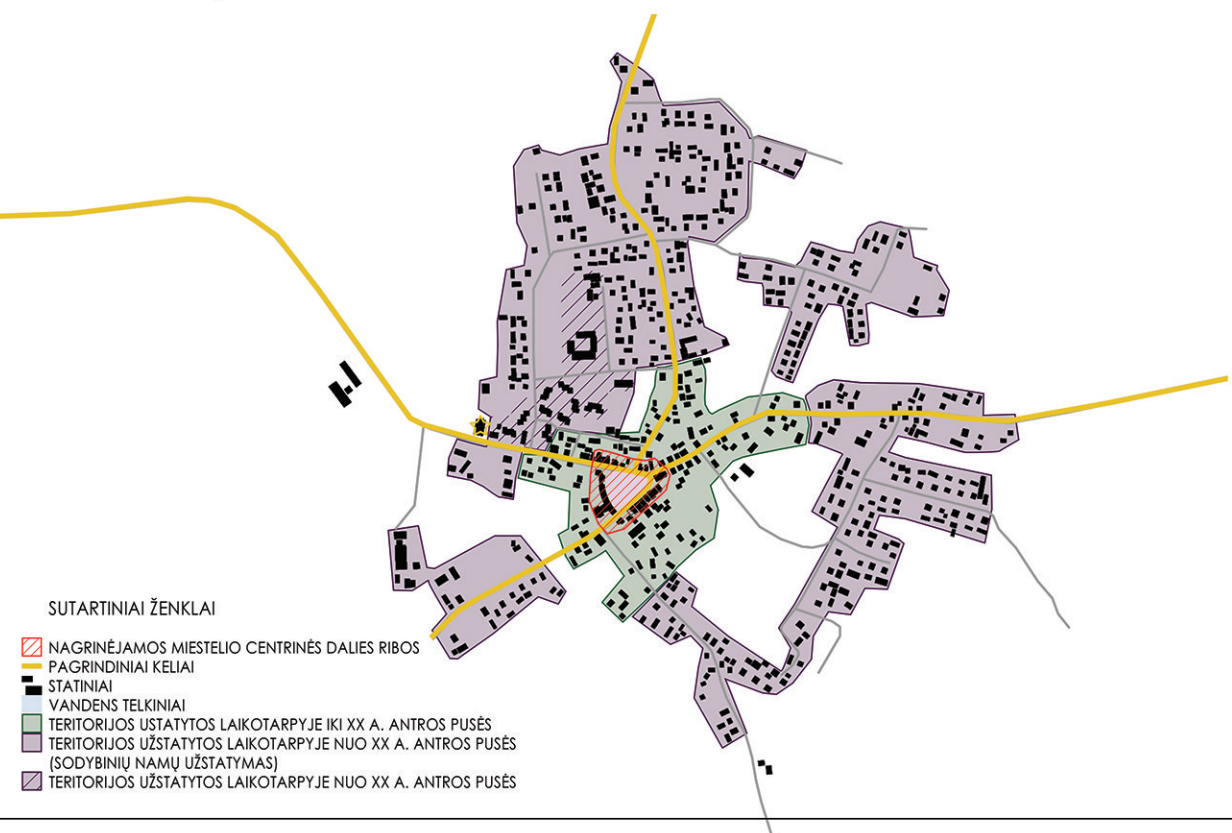 SUTARTINIAI ŽENKLAI
NAGRINĖJAMOS MIESTELIO CENTRINĖS DALIES RIBOS
PAGRINDINIAI KELIAI
STATINIAI
VANDENS TELKINIAI
TERITORIJOS USTATYTOS LAIKOTARPYJE IKI XX A. ANTROS PUSĖS
TERITORIJOS UŽSTATYTOS LAIKOTARPYJE NUO XX A. ANTROS PUSĖS
(SODYBINIŲ NAMŲ UŽSTATYMAS)
TERITORIJOS UŽSTATYTOS LAIKOTARPYJE NUO XX A. ANTROS PUSĖS